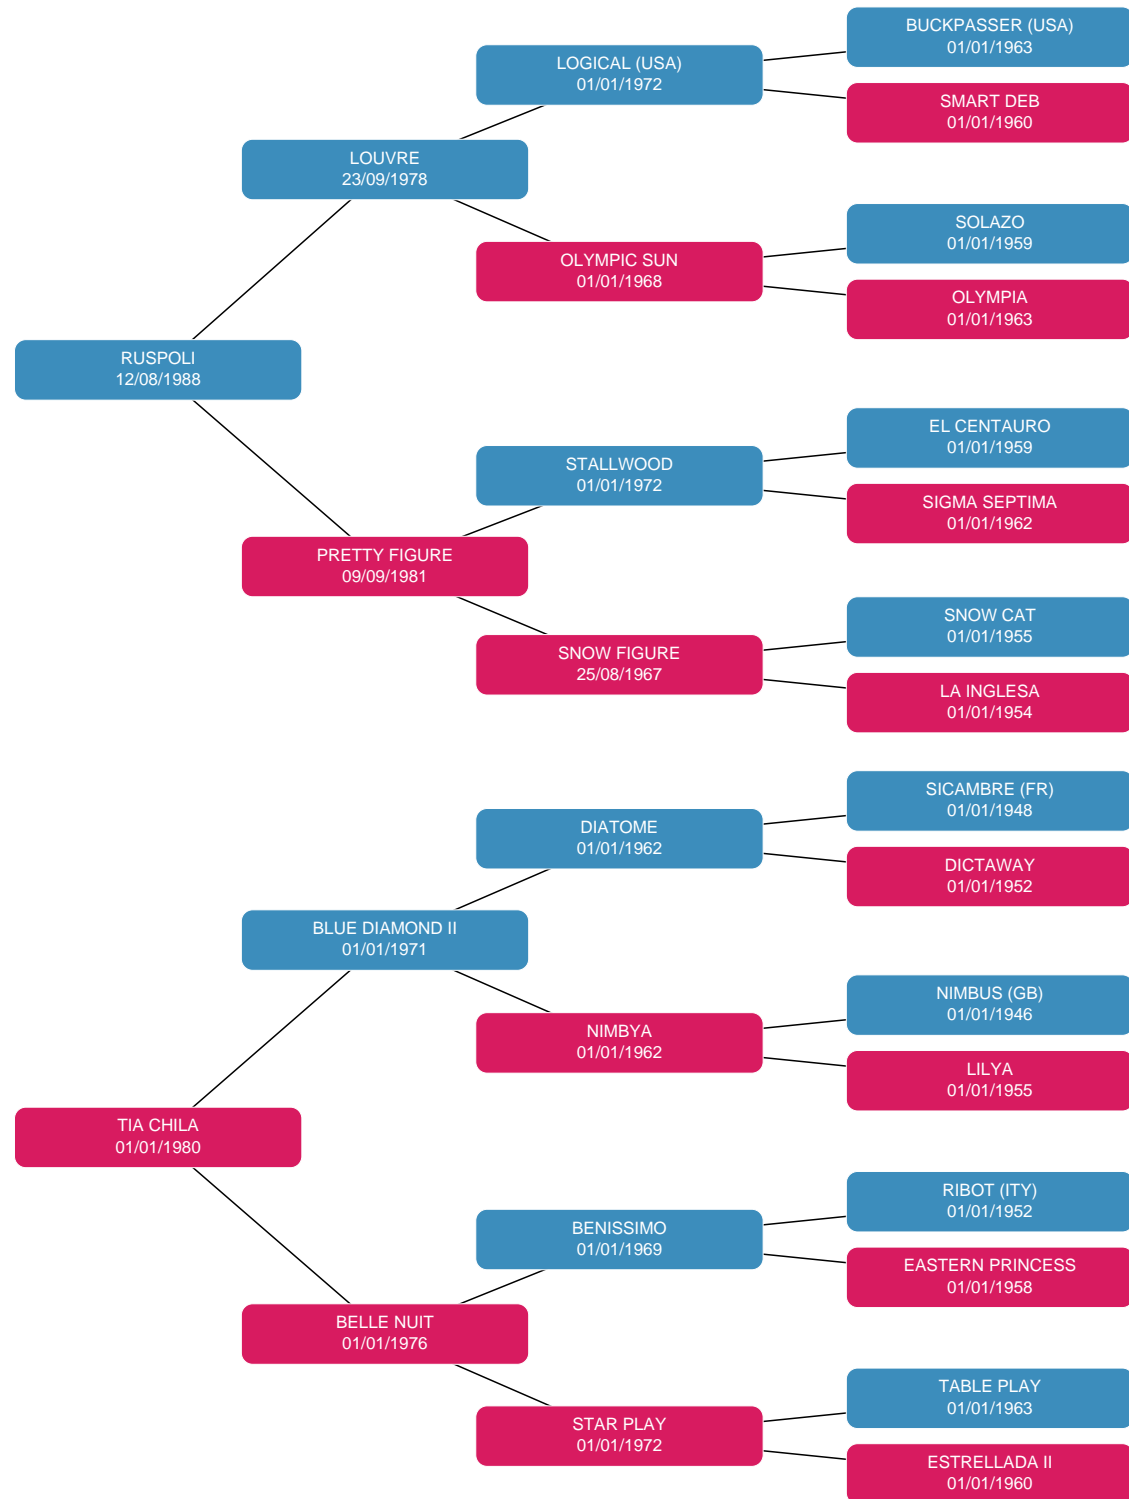 BUCKPASSER (USA)
01/01/1963
LOGICAL (USA)
01/01/1972
SMART DEB
01/01/1960
LOUVRE
23/09/1978
SOLAZO
01/01/1959
OLYMPIC SUN
01/01/1968
OLYMPIA
01/01/1963
RUSPOLI
12/08/1988
EL CENTAURO
01/01/1959
STALLWOOD
01/01/1972
SIGMA SEPTIMA
01/01/1962
PRETTY FIGURE
09/09/1981
SNOW CAT
01/01/1955
SNOW FIGURE
25/08/1967
LA INGLESA
01/01/1954
SICAMBRE (FR)
01/01/1948
DIATOME
01/01/1962
DICTAWAY
01/01/1952
BLUE DIAMOND II
01/01/1971
NIMBUS (GB)
01/01/1946
NIMBYA
01/01/1962
LILYA
01/01/1955
TIA CHILA
01/01/1980
RIBOT (ITY)
01/01/1952
BENISSIMO
01/01/1969
EASTERN PRINCESS
01/01/1958
BELLE NUIT
01/01/1976
TABLE PLAY
01/01/1963
STAR PLAY
01/01/1972
ESTRELLADA II
01/01/1960